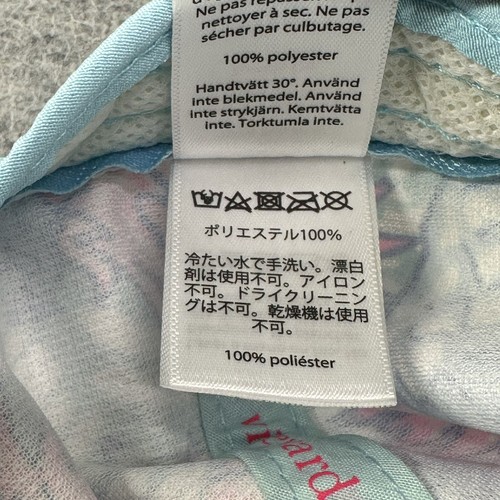 Ne pas repasser
nettoyer à sec. Ne pas
sécher par culbutage.
100% polyester
Handtvätt 30°. Använd
inte blekmedel. Använd
inte strykjärn. Kemtvätta
inte. Torktumla inte.
ポリエステル100%
冷たい水で手洗い。漂白
剤は使用不可。アイロン
不可。ドライクリーニン
グは不可。乾燥機は使用
不可。
100% poliéster